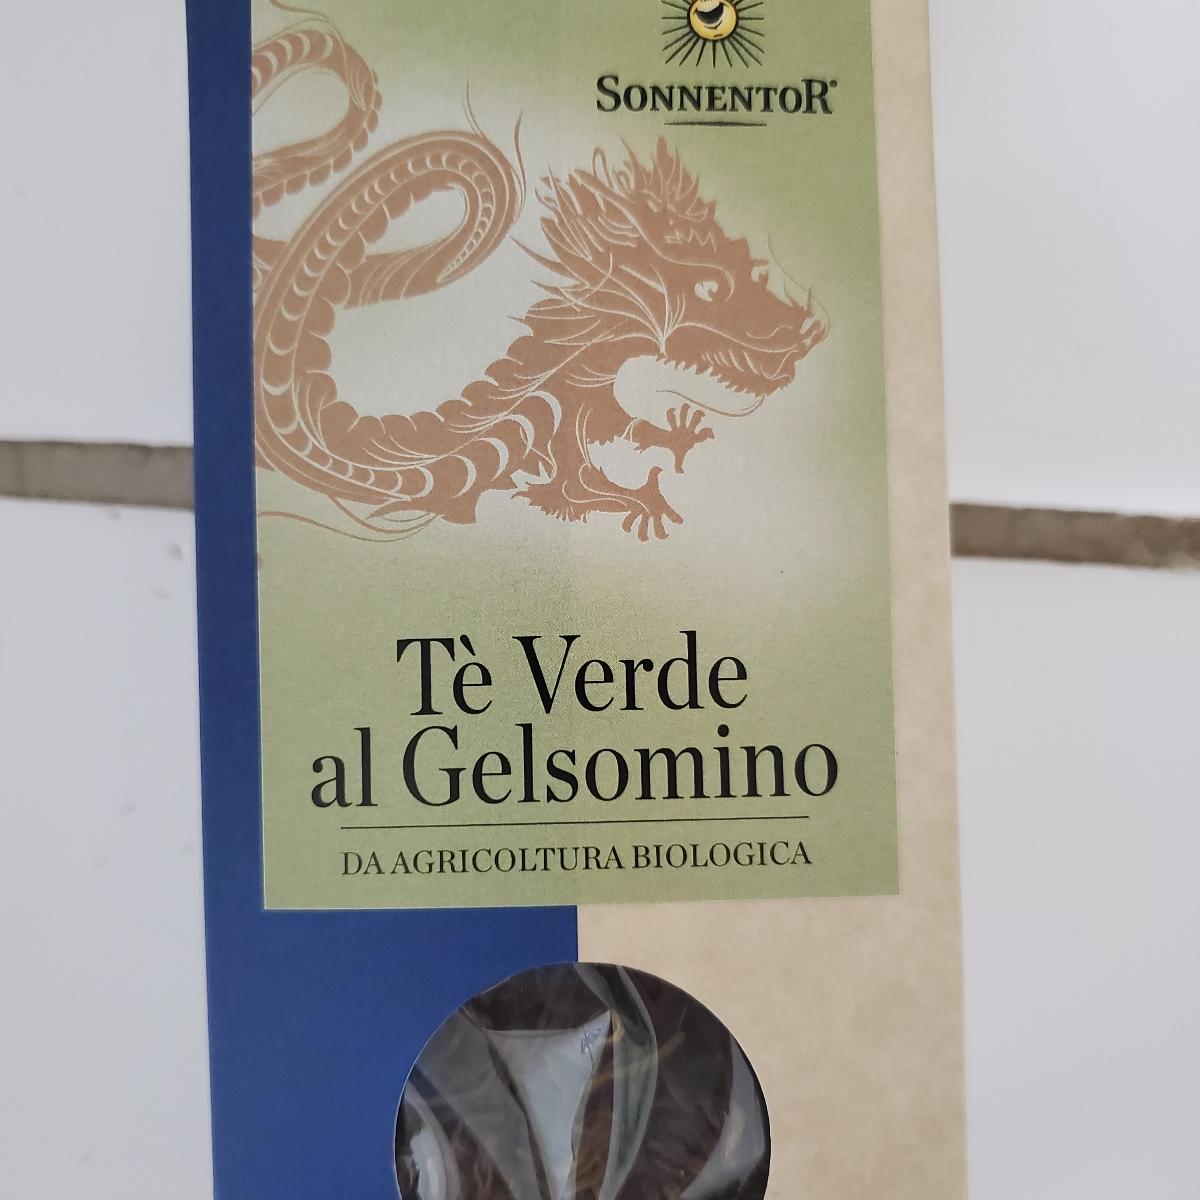 SONNENTOR®
Tè Verde
al Gelsomino
DA AGRICOLTURA BIOLOGICA